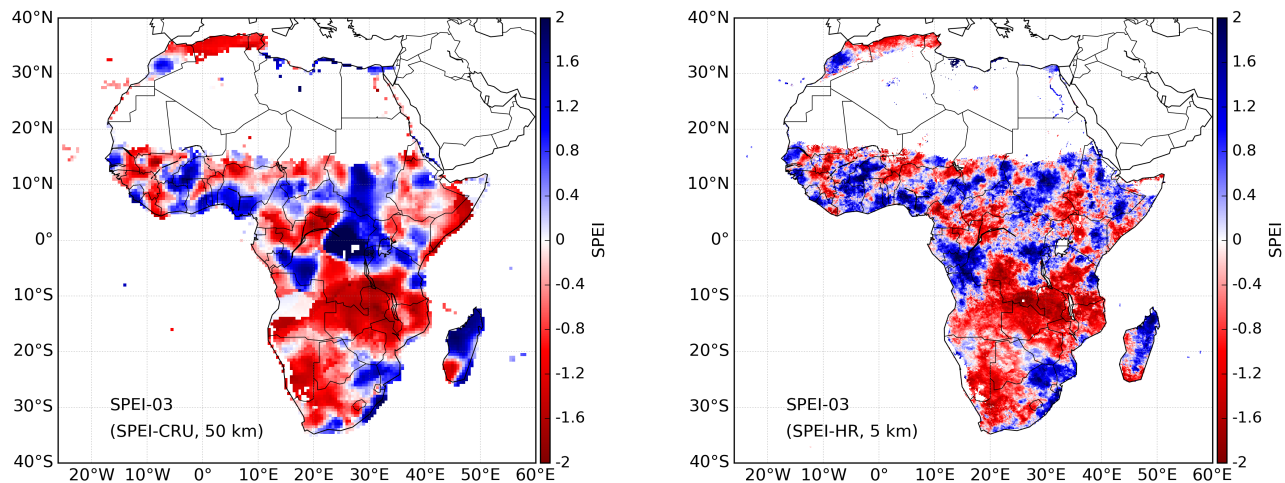 40°N
30°N
20°N
10°N
0°
10°S
20°S
30°S
40°S
20°W 10°W 0° 10°E 20°E 30°E 40°E 50°E 60°E
SPEI-03
(SPEI-CRU, 50 km)
2
1.6
1.2
0.8
0.4
0
-0.4
-0.8
-1.2
-1.6
-2
SPEI
40°N
30°N
20°N
10°N
0°
10°S
20°S
30°S
40°S
20°W 10°W 0° 10°E 20°E 30°E 40°E 50°E 60°E
SPEI-03
(SPEI-HR, 5 km)
2
1.6
1.2
0.8
0.4
0
-0.4
-0.8
-1.2
-1.6
-2
SPEI